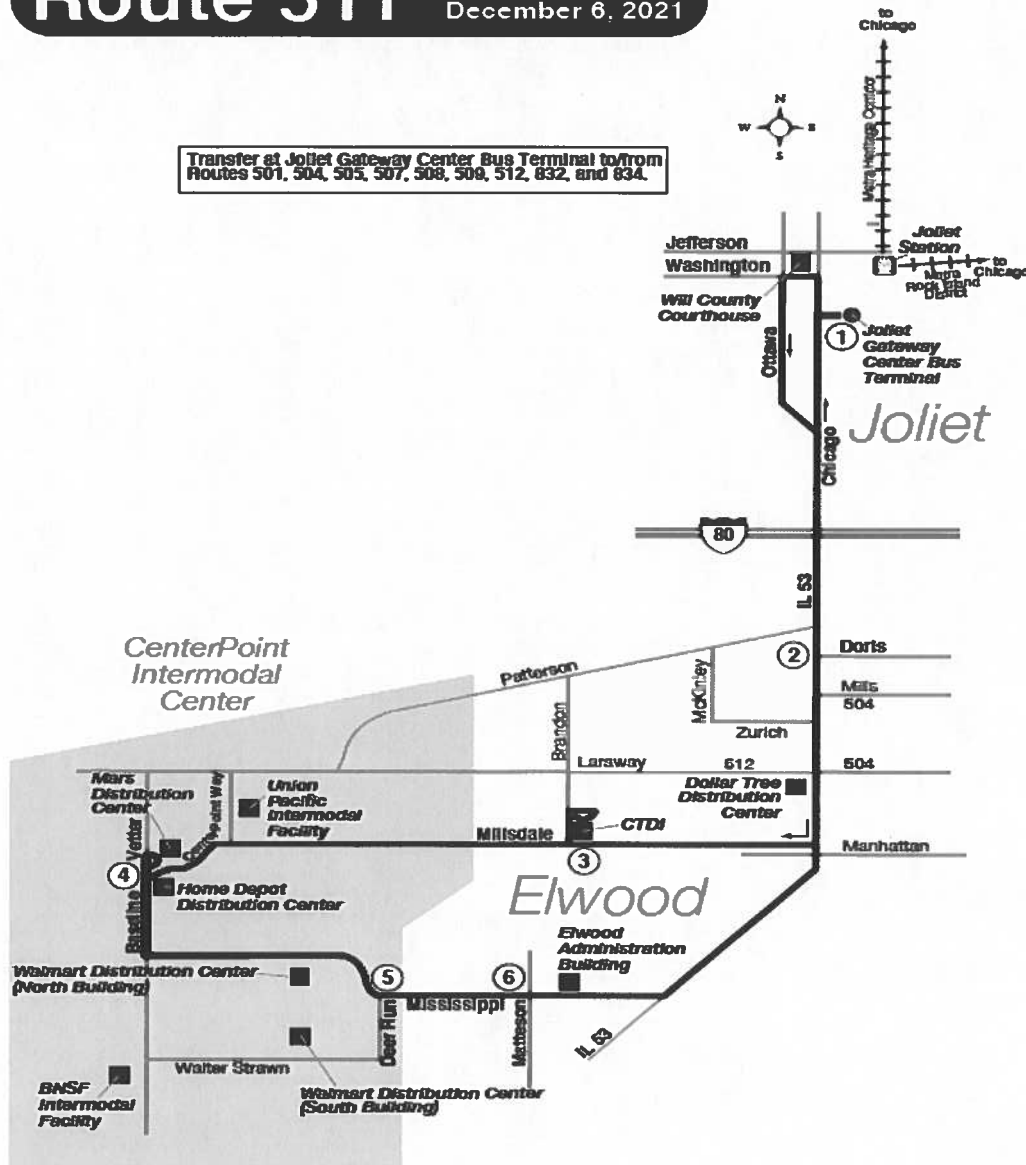 Route 511
December 6, 2021
to
Chicago
Metra Heritage Corridor
N
W
E
S
Transfer at Joliet Gateway Center Bus Terminal to/from
Routes 501, 504, 505, 507, 508, 509, 512, 832, and 834.
Jefferson
Washington
Joliet
Station
to
Chicago
Metra
Rock Island
District
Will County
Courthouse
1
Joliet
Gateway
Center Bus
Terminal
Ottawa
Joliet
Chicago
80
IL 53
CenterPoint
Intermodal
Center
2
Doris
Patterson
McKinley
Mills
504
Brandon
Zurich
Laraway
512
504
Mars
Distribution
Center
Centerpoint Way
Union
Pacific
Intermodal
Facility
Dollar Tree
Distribution
Center
CTDI
Millsdale
Vetter
3
Manhattan
4
Home Depot
Distribution Center
Elwood
Baseline
Elwood
Administration
Building
Walmart Distribution Center
(North Building)
5
6
Mississippi
Deer Run
Matteson
IL 53
Walter Strawn
BNSF
Intermodal
Facility
Walmart Distribution Center
(South Building)